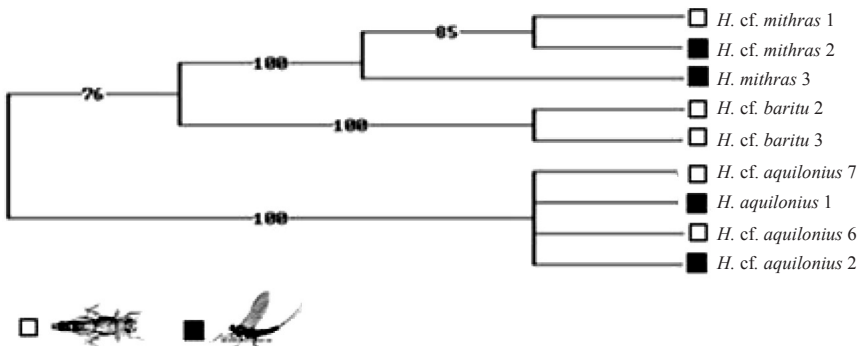 H. cf. mithras 1
85
H. cf. mithras 2
100
H. mithras 3
76
H. cf. baritu 2
100
H. cf. baritu 3
H. cf. aquilonius 7
H. aquilonius 1
100
H. cf. aquilonius 6
H. cf. aquilonius 2